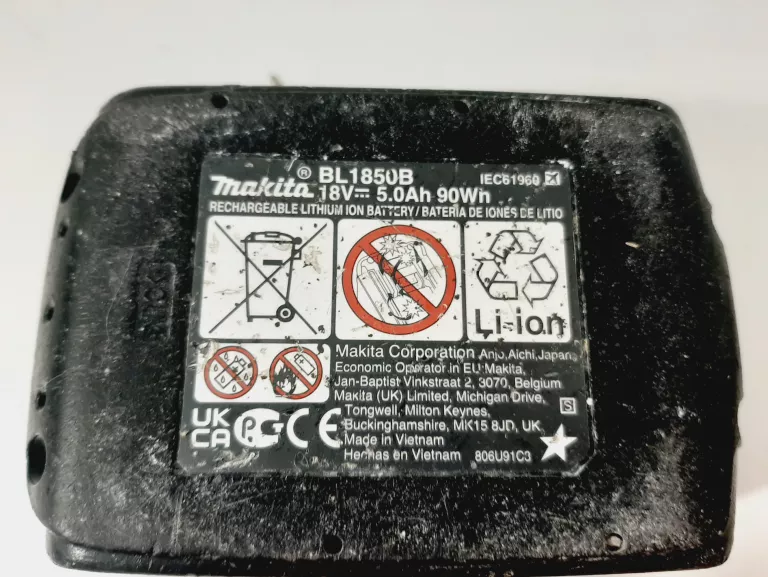 Makita® BL1850B IEC61960
18V⎓ 5.0Ah 90Wh
RECHARGEABLE LITHIUM ION BATTERY/BATERIA DE IONES DE LITIO
Li-ion
Makita Corporation Anjo, Aichi, Japan
Economic Operator in EU Makita,
Jan-Baptist Vinkstraat 2, 3070, Belgium
Makita (UK) Limited, Michigan Drive,
Tongwell, Milton Keynes,
Buckinghamshire, MK15 8JD, UK
Made in Vietnam
Hechas en Vietnam 806U91C3
S
UK
CA
CE